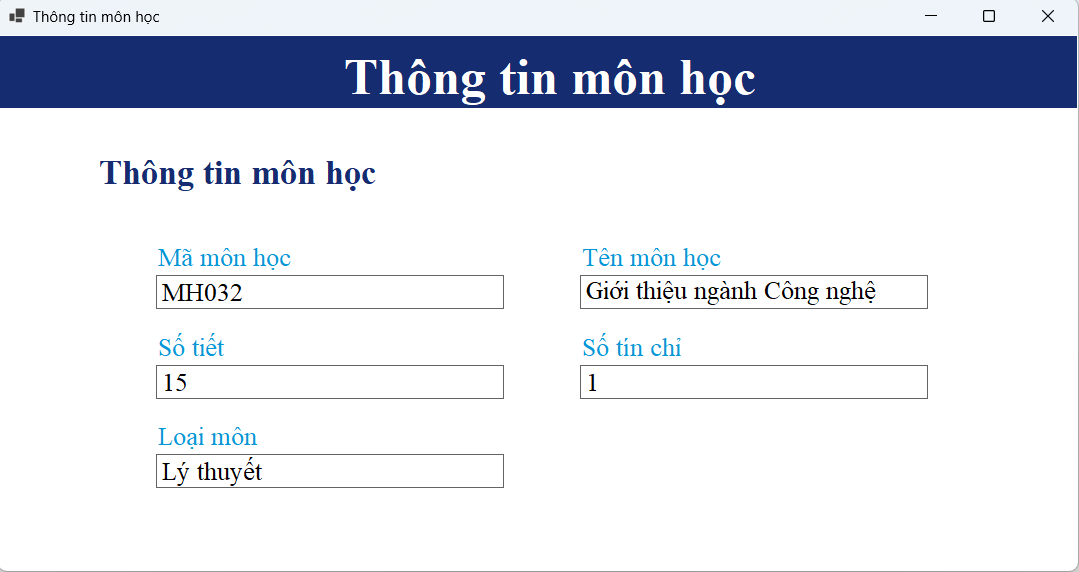 Thông tin môn học
Thông tin môn học
Thông tin môn học
Mã môn học
MH032
Tên môn học
Giới thiệu ngành Công nghệ
Số tiết
15
Số tín chỉ
1
Loại môn
Lý thuyết